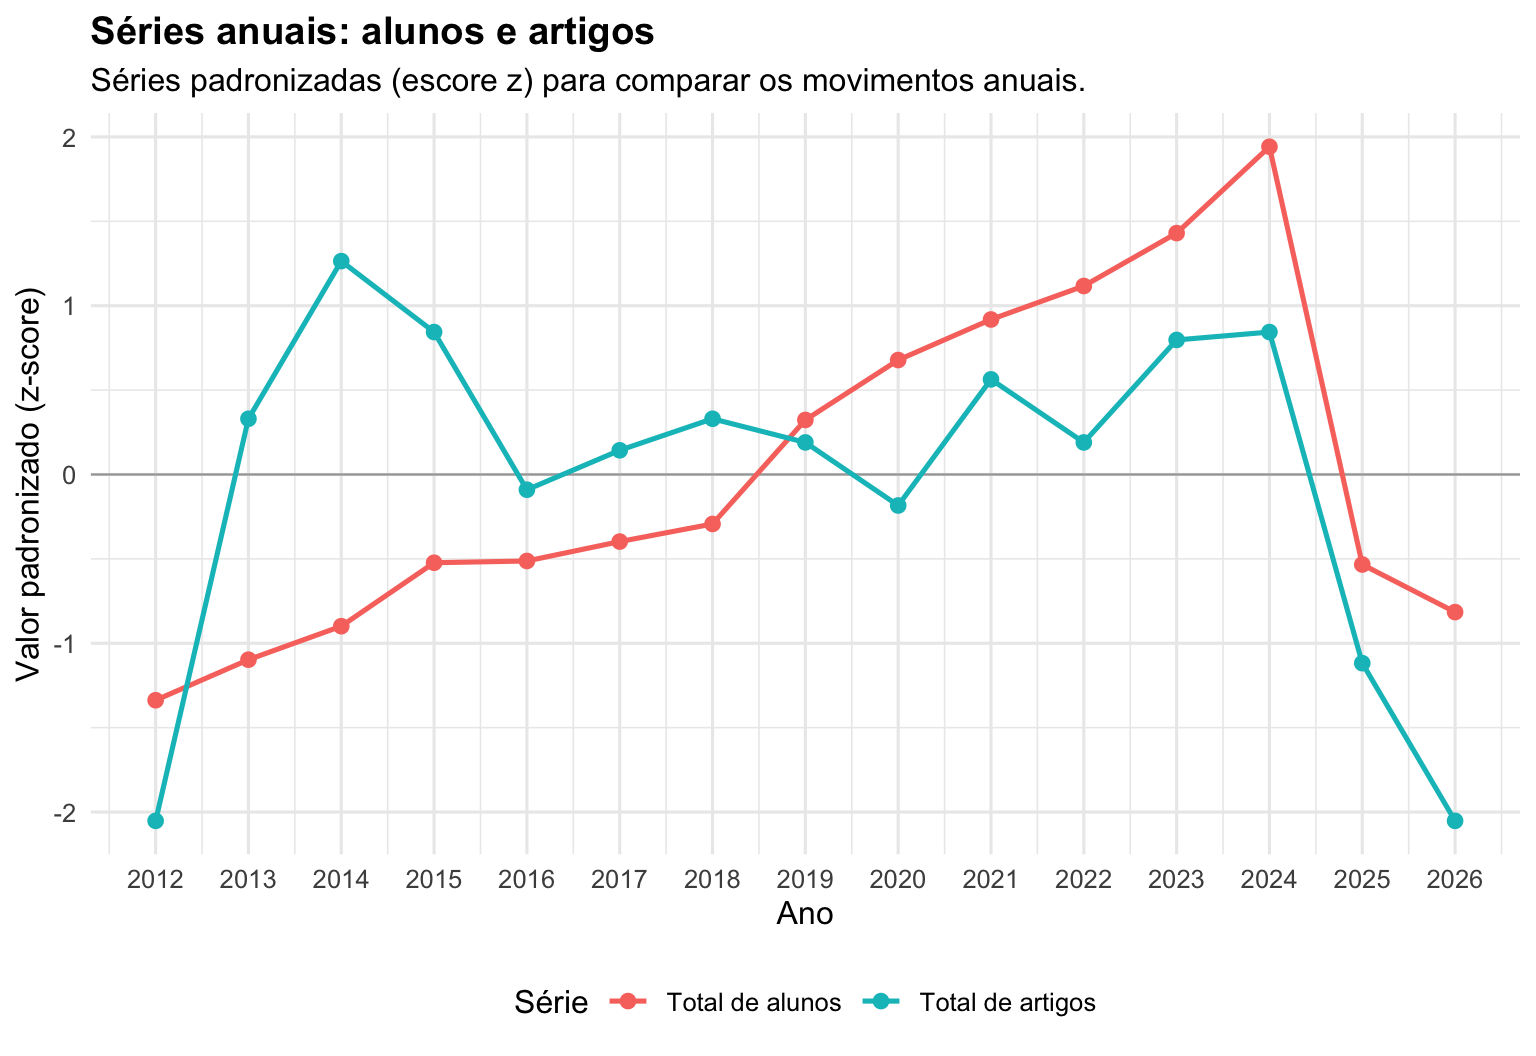 Séries anuais: alunos e artigos
Séries padronizadas (escore z) para comparar os movimentos anuais.
Valor padronizado (z-score)
2
1
0
-1
-2
2012 2013 2014 2015 2016 2017 2018 2019 2020 2021 2022 2023 2024 2025 2026
Ano
Série Total de alunos Total de artigos